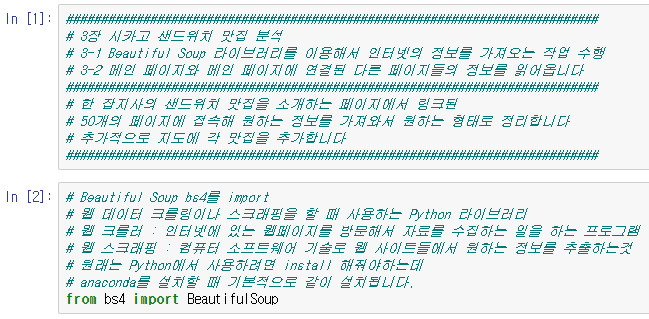 In [1]:
###########################################################################
# 3장 시카고 샌드위치 맛집 분석
# 3-1 Beautiful Soup 라이브러리를 이용해서 인터넷의 정보를 가져오는 작업 수행
# 3-2 메인 페이지와 메인 페이지에 연결된 다른 페이지들의 정보를 읽어옵니다
###########################################################################
# 한 잡지사의 샌드위치 맛집을 소개하는 페이지에서 링크된
# 50개의 페이지에 접속해 원하는 정보를 가져와서 원하는 형태로 정리합니다
# 추가적으로 지도에 각 맛집을 추가합니다
###########################################################################
In [2]:
# Beautiful Soup bs4를 import
# 웹 데이터 크롤링이나 스크래핑을 할 때 사용하는 Python 라이브러리
# 웹 크롤러 : 인터넷에 있는 웹페이지를 방문해서 자료를 수집하는 일을 하는 프로그램
# 웹 스크래핑 : 컴퓨터 소프트웨어 기술로 웹 사이트들에서 원하는 정보를 추출하는것
# 원래는 Python에서 사용하려면 install 해줘야하는데
# anaconda를 설치할 때 기본적으로 같이 설치됩니다.
from bs4 import BeautifulSoup